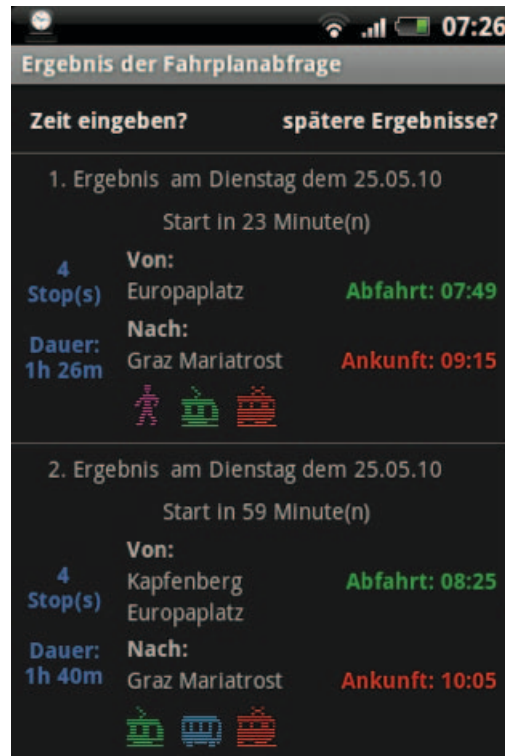 07:26
Ergebnis der Fahrplanabfrage
Zeit eingeben? spätere Ergebnisse?
1. Ergebnis am Dienstag dem 25.05.10
Start in 23 Minute(n)
4
Stop(s)
Von:
Europaplatz
Abfahrt: 07:49
Dauer:
1h 26m
Nach:
Graz Mariatrost
Ankunft: 09:15
2. Ergebnis am Dienstag dem 25.05.10
Start in 59 Minute(n)
4
Stop(s)
Von:
Kapfenberg
Europaplatz
Abfahrt: 08:25
Dauer:
1h 40m
Nach:
Graz Mariatrost
Ankunft: 10:05